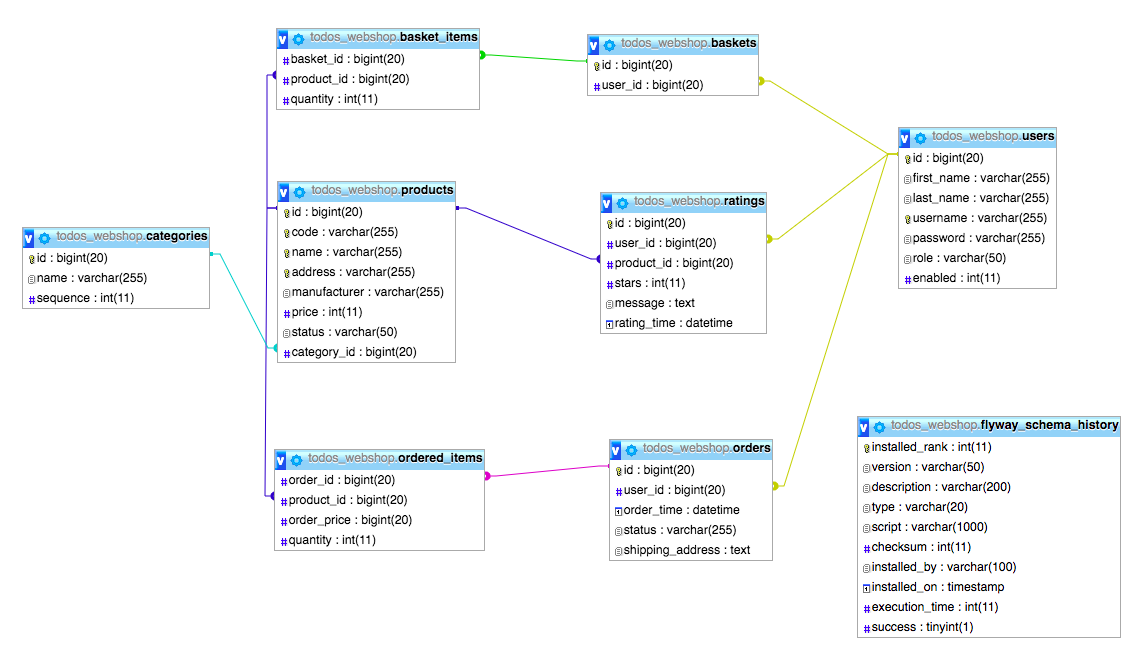 todos_webshop.basket_items
basket_id : bigint(20)
product_id : bigint(20)
quantity : int(11)
todos_webshop.baskets
id : bigint(20)
user_id : bigint(20)
todos_webshop.users
id : bigint(20)
first_name : varchar(255)
last_name : varchar(255)
username : varchar(255)
password : varchar(255)
role : varchar(50)
enabled : int(11)
todos_webshop.products
id : bigint(20)
code : varchar(255)
name : varchar(255)
address : varchar(255)
manufacturer : varchar(255)
price : int(11)
status : varchar(50)
category_id : bigint(20)
todos_webshop.ratings
id : bigint(20)
user_id : bigint(20)
product_id : bigint(20)
stars : int(11)
message : text
rating_time : datetime
todos_webshop.categories
id : bigint(20)
name : varchar(255)
sequence : int(11)
todos_webshop.ordered_items
order_id : bigint(20)
product_id : bigint(20)
order_price : bigint(20)
quantity : int(11)
todos_webshop.orders
id : bigint(20)
user_id : bigint(20)
order_time : datetime
status : varchar(255)
shipping_address : text
todos_webshop.flyway_schema_history
installed_rank : int(11)
version : varchar(50)
description : varchar(200)
type : varchar(20)
script : varchar(1000)
checksum : int(11)
installed_by : varchar(100)
installed_on : timestamp
execution_time : int(11)
success : tinyint(1)